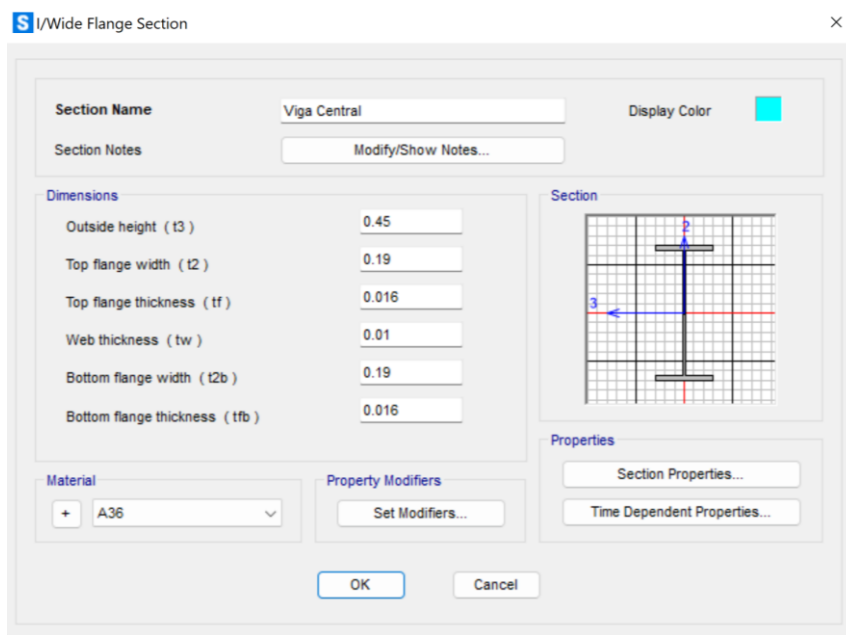 S I/Wide Flange Section
Section Name Viga Central Display Color
Section Notes Modify/Show Notes...
Dimensions
Outside height ( t3 ) 0.45
Top flange width ( t2 ) 0.19
Top flange thickness ( tf ) 0.016
Web thickness ( tw ) 0.01
Bottom flange width ( t2b ) 0.19
Bottom flange thickness ( tfb ) 0.016
Section
2
3
Material
+ A36
Property Modifiers
Set Modifiers...
Properties
Section Properties...
Time Dependent Properties...
OK Cancel